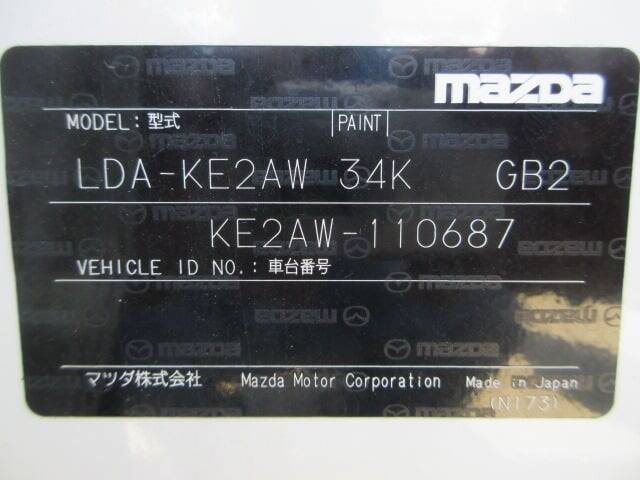 mazda
MODEL: 型式 PAINT
LDA-KE2AW 34K GB2
KE2AW-110687
VEHICLE ID NO.: 車台番号
マツダ株式会社 Mazda Motor Corporation Made in Japan
(N173)